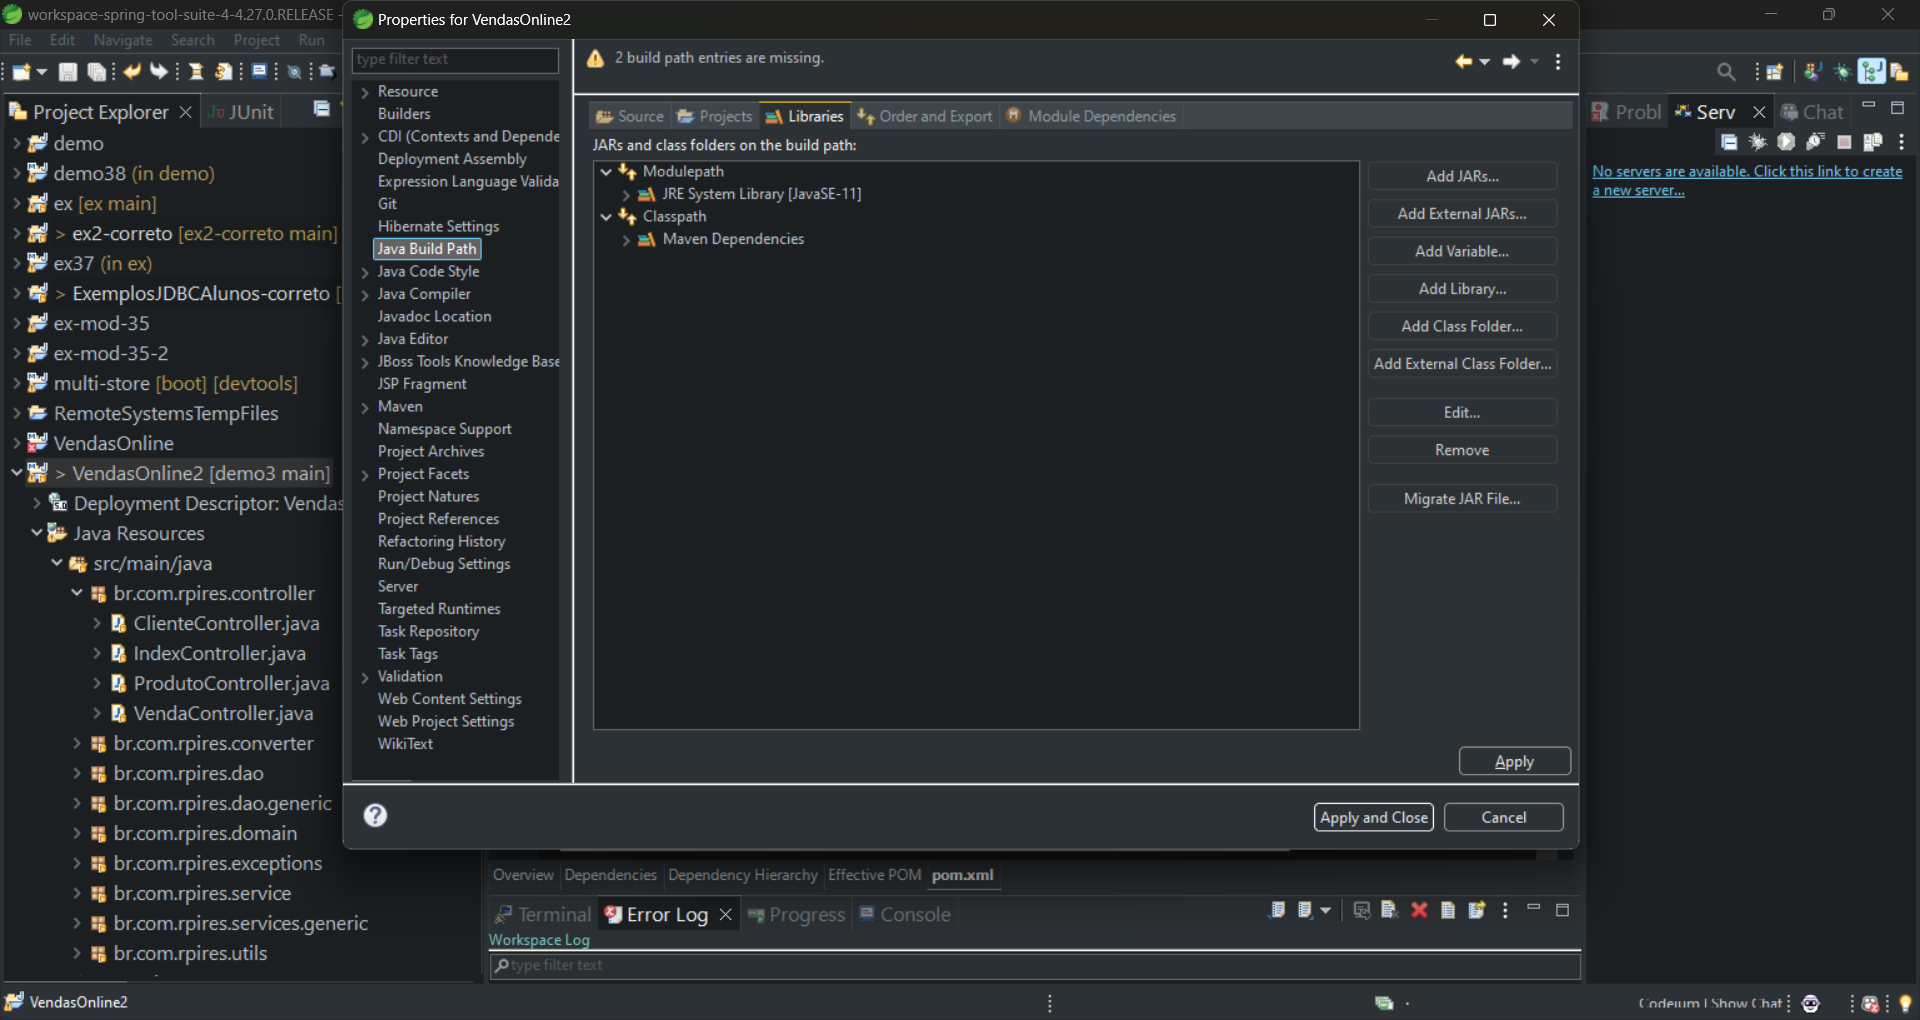 workspace-spring-tool-suite-4-4.27.0.RELEASE -
File Edit Navigate Search Project Run
Project Explorer
JUnit
demo
demo38 (in demo)
ex [ex main]
> ex2-correto [ex2-correto main]
ex37 (in ex)
> ExemplosJDBCAlunos-correto [
ex-mod-35
ex-mod-35-2
multi-store [boot] [devtools]
RemoteSystemsTempFiles
VendasOnline
> VendasOnline2 [demo3 main]
Deployment Descriptor: Vendas
Java Resources
src/main/java
br.com.rpires.controller
ClienteController.java
IndexController.java
ProdutoController.java
VendaController.java
br.com.rpires.converter
br.com.rpires.dao
br.com.rpires.dao.generic
br.com.rpires.domain
br.com.rpires.exceptions
br.com.rpires.service
br.com.rpires.services.generic
br.com.rpires.utils
Properties for VendasOnline2
type filter text
Resource
Builders
CDI (Contexts and Depende
Deployment Assembly
Expression Language Valida
Git
Hibernate Settings
Java Build Path
Java Code Style
Java Compiler
Javadoc Location
Java Editor
JBoss Tools Knowledge Base
JSP Fragment
Maven
Namespace Support
Project Archives
Project Facets
Project Natures
Project References
Refactoring History
Run/Debug Settings
Server
Targeted Runtimes
Task Repository
Task Tags
Validation
Web Content Settings
Web Project Settings
WikiText
2 build path entries are missing.
Source Projects Libraries Order and Export Module Dependencies
JARs and class folders on the build path:
Modulepath
JRE System Library [JavaSE-11]
Classpath
Maven Dependencies
Add JARs...
Add External JARs...
Add Variable...
Add Library...
Add Class Folder...
Add External Class Folder...
Edit...
Remove
Migrate JAR File...
Apply
Apply and Close
Cancel
Probl Serv Chat
No servers are available. Click this link to create
a new server...
Overview Dependencies Dependency Hierarchy Effective POM pom.xml
Terminal Error Log Progress Console
Workspace Log
type filter text
VendasOnline2
Codeium | Show Chat